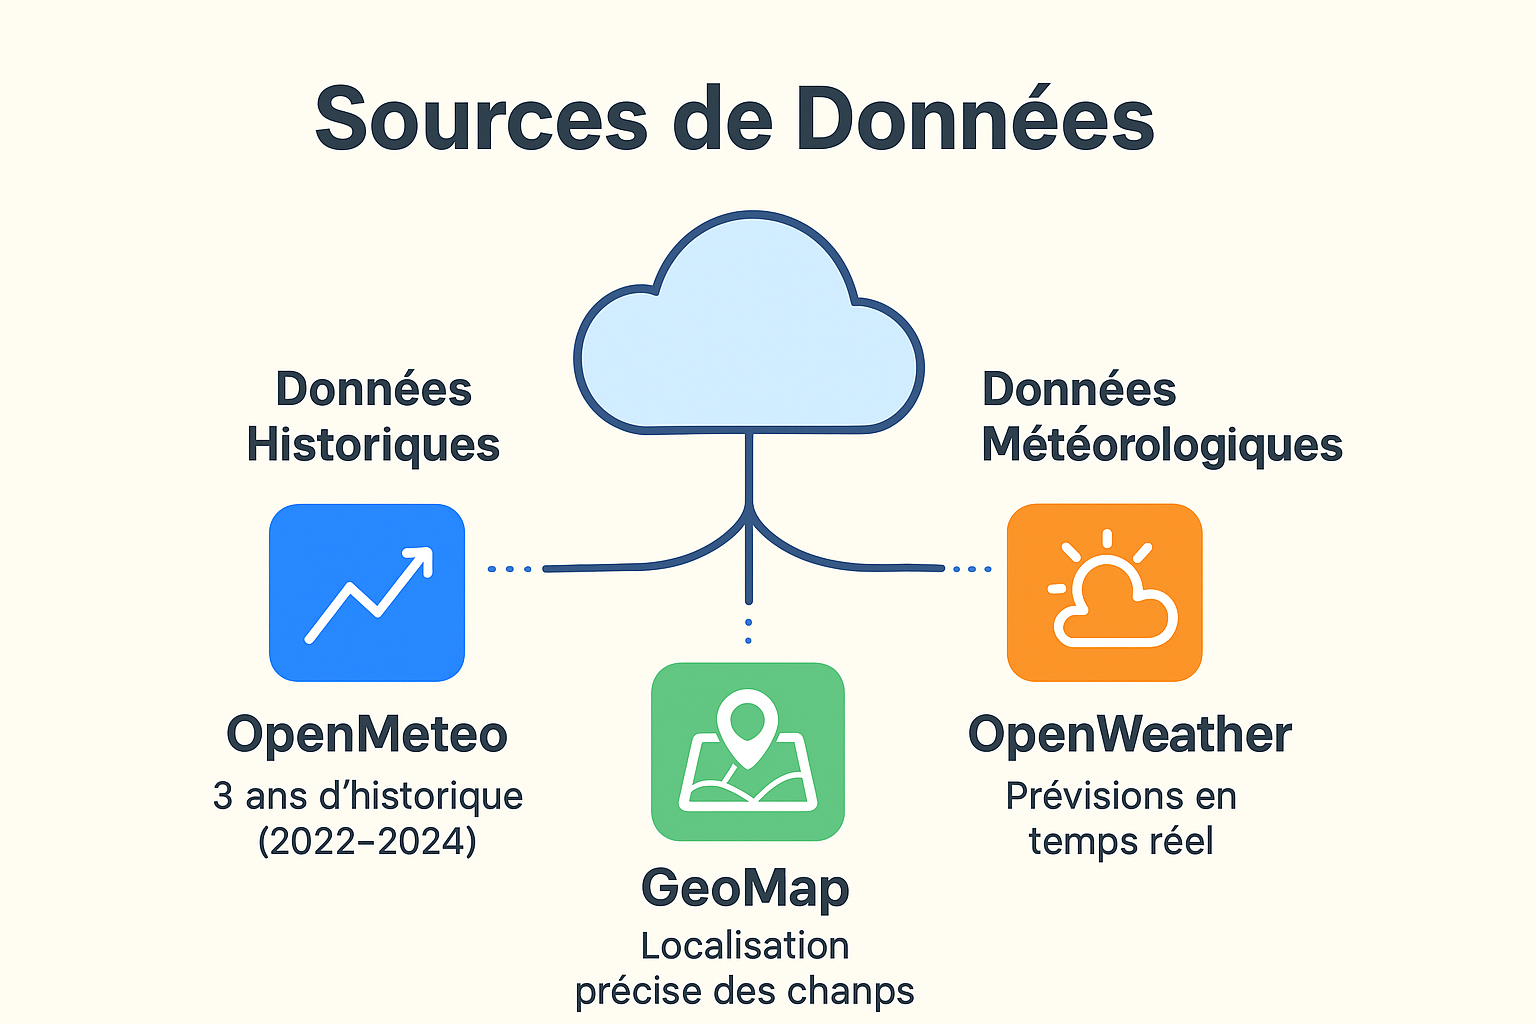 Sources de Données
Données
Historiques
OpenMeteo
3 ans d’historique
(2022–2024)
GeoMap
Localisation
précise des chanps
Données
Météorologiques
OpenWeather
Prévisions en
temps réel